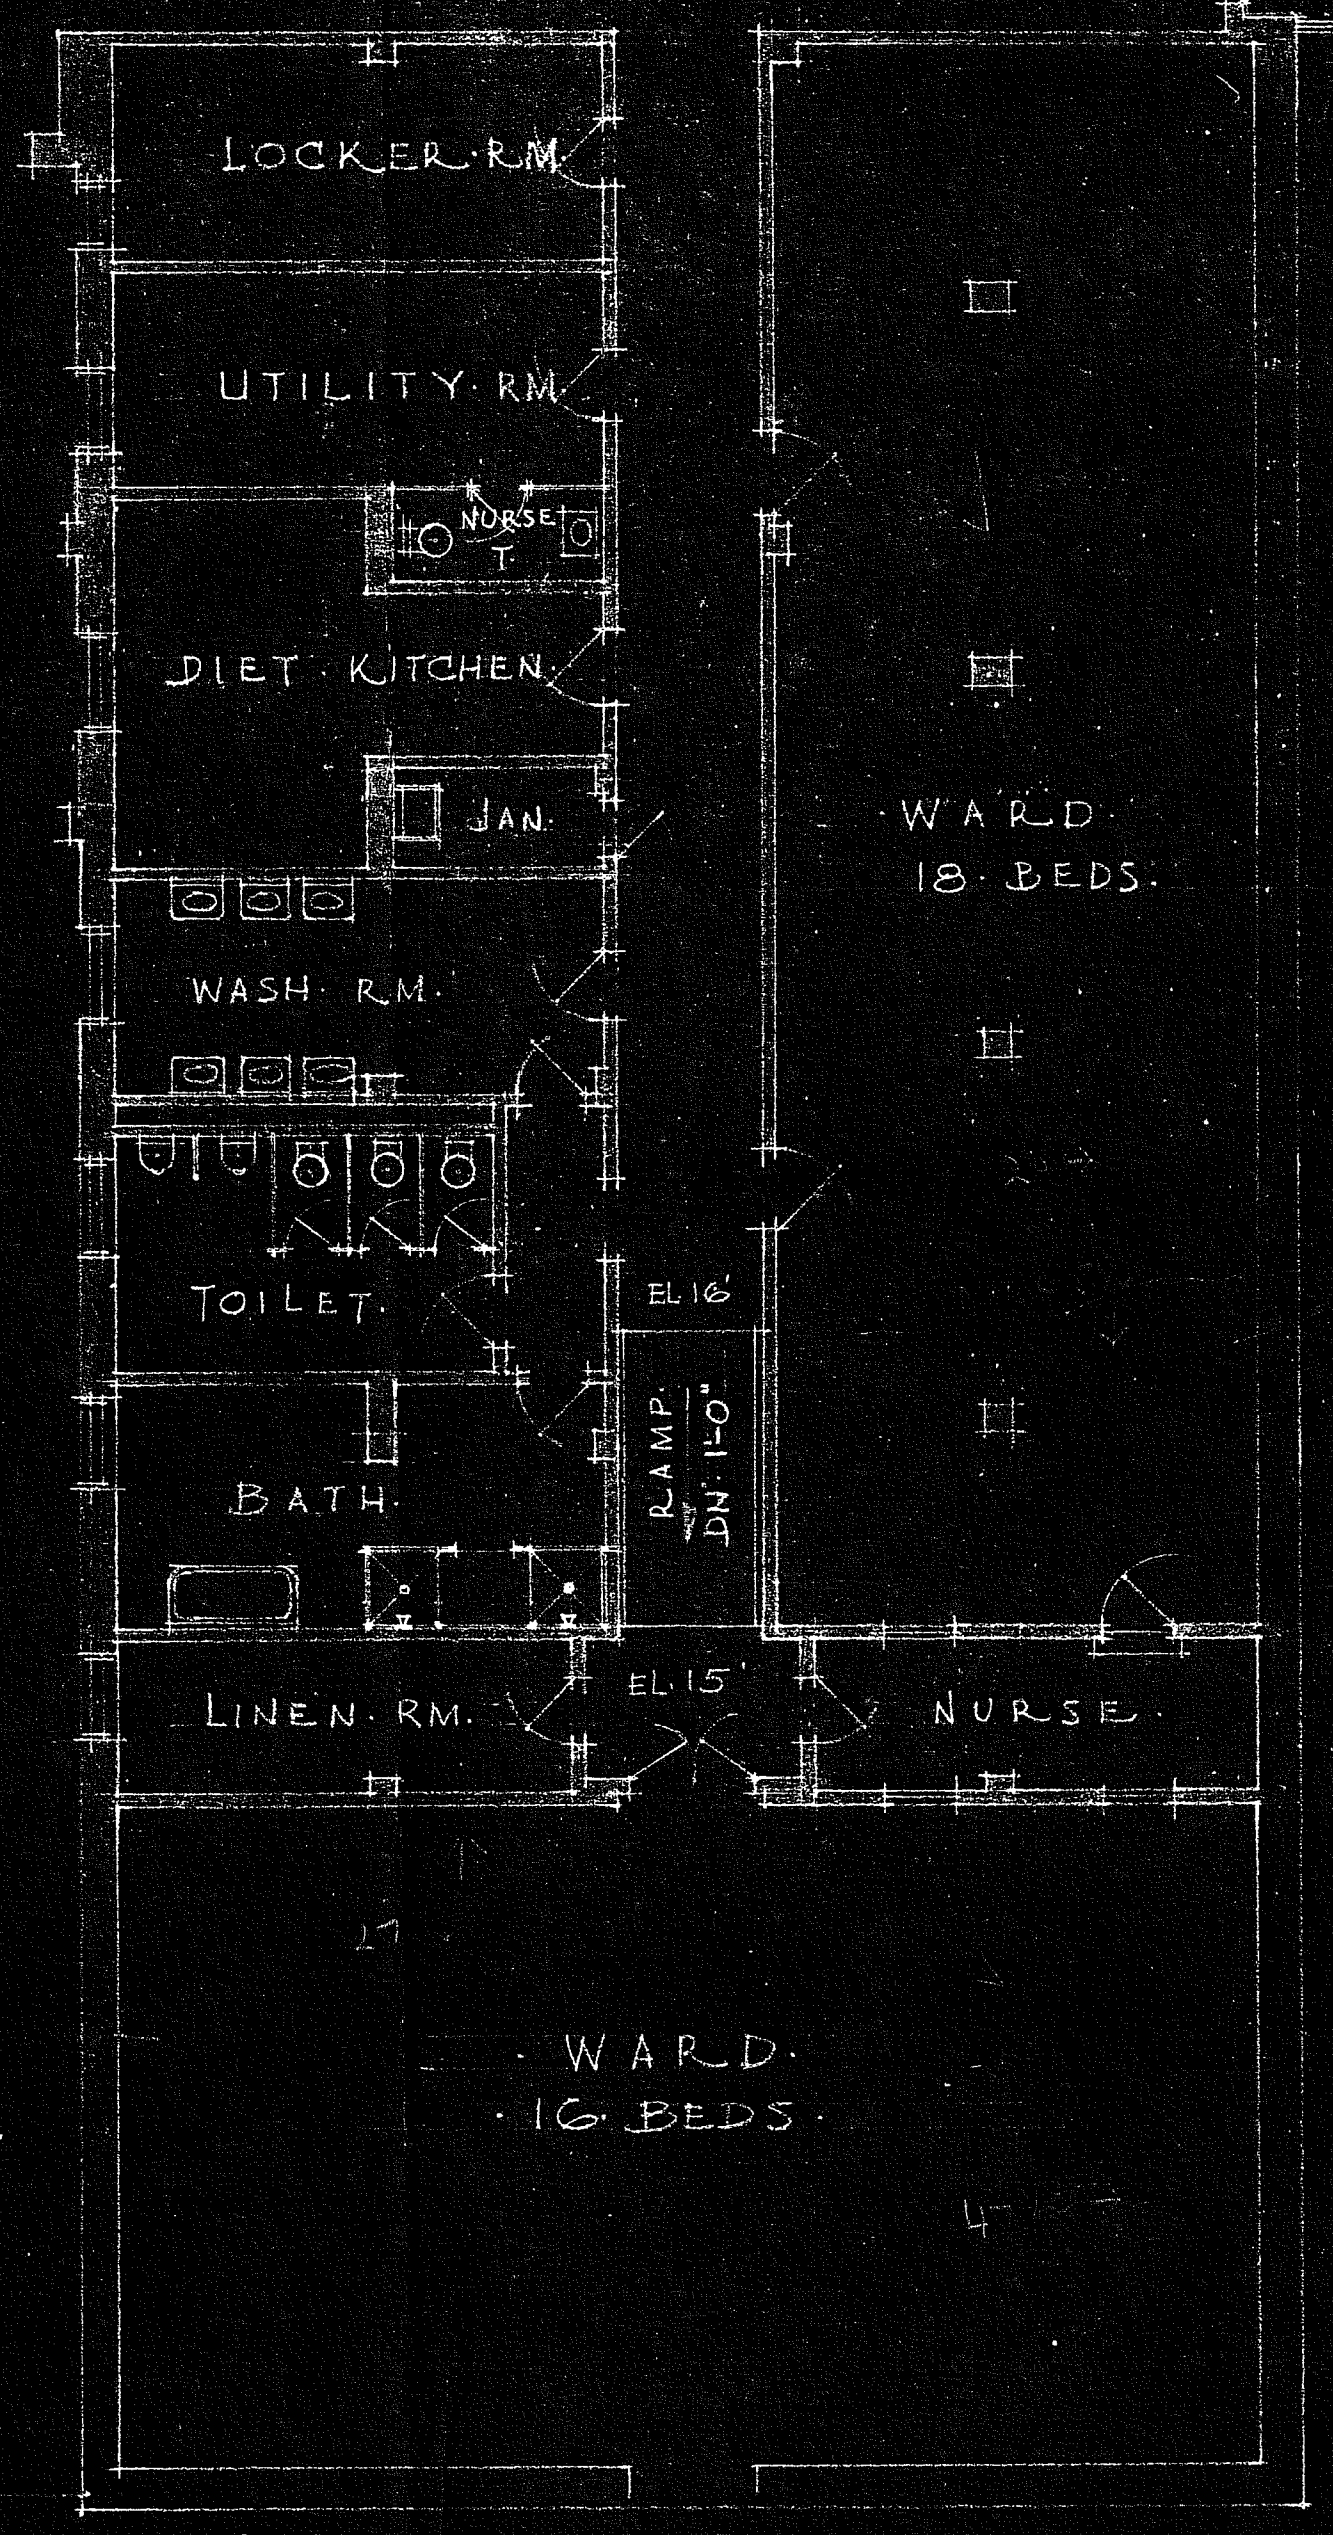 LOCKER·RM.
UTILITY·RM.
NURSE
T.
DIET·KITCHEN.
JAN.
·WARD·
18·BEDS.
WASH·RM.
TOILET.
EL.16'
RAMP.
DN·1'-0"
BATH.
LINEN·RM.
EL.15'
NURSE.
·WARD.
·16·BEDS.